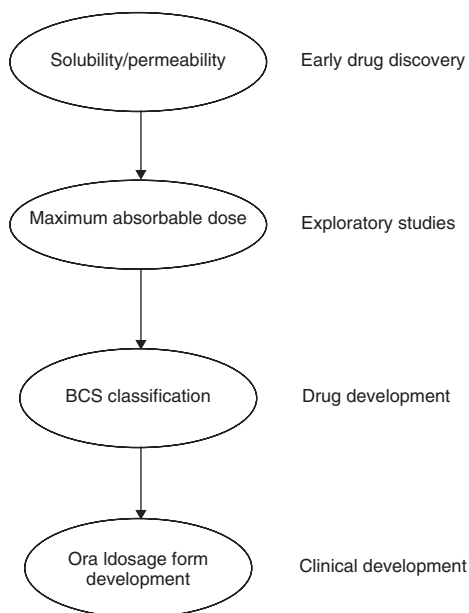 Solubility/permeability
Early drug discovery
Maximum absorbable dose
Exploratory studies
BCS classification
Drug development
Ora ldosage form
development
Clinical development